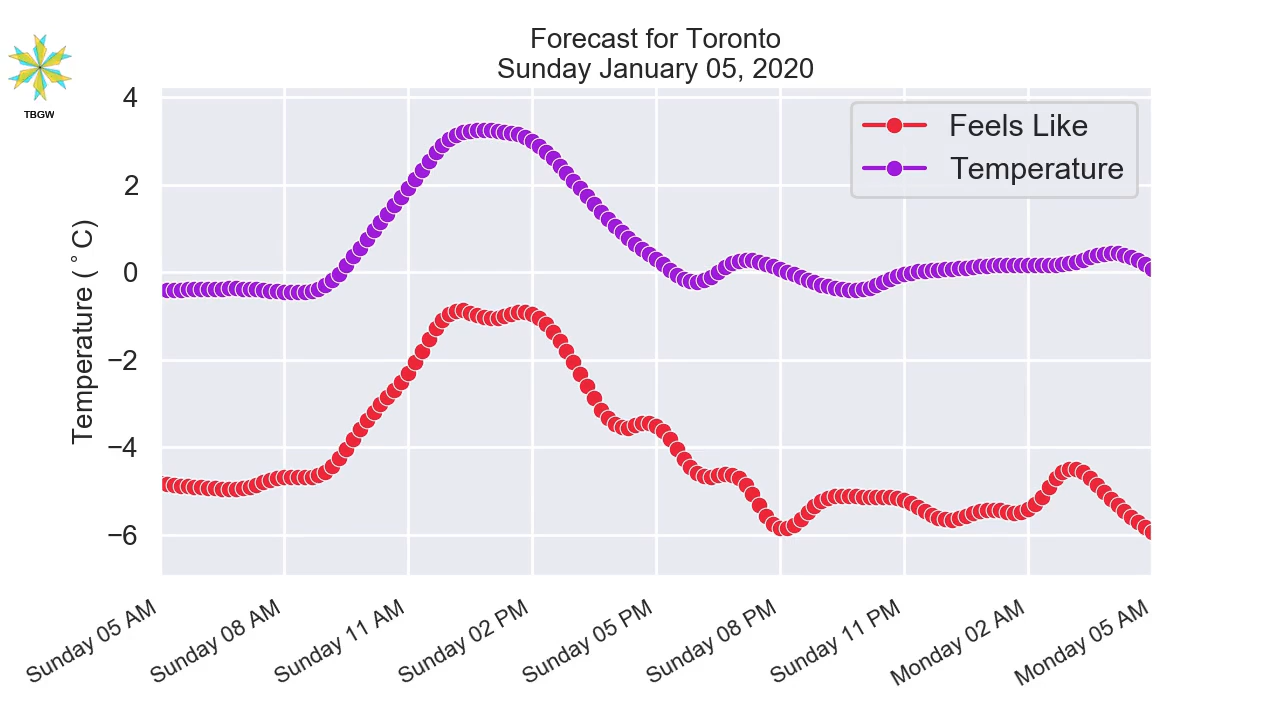 Forecast for Toronto
Sunday January 05, 2020
TBGW
Feels Like
Temperature
Temperature (°C)
4
2
0
−2
−4
−6
Sunday 05 AM
Sunday 08 AM
Sunday 11 AM
Sunday 02 PM
Sunday 05 PM
Sunday 08 PM
Sunday 11 PM
Monday 02 AM
Monday 05 AM